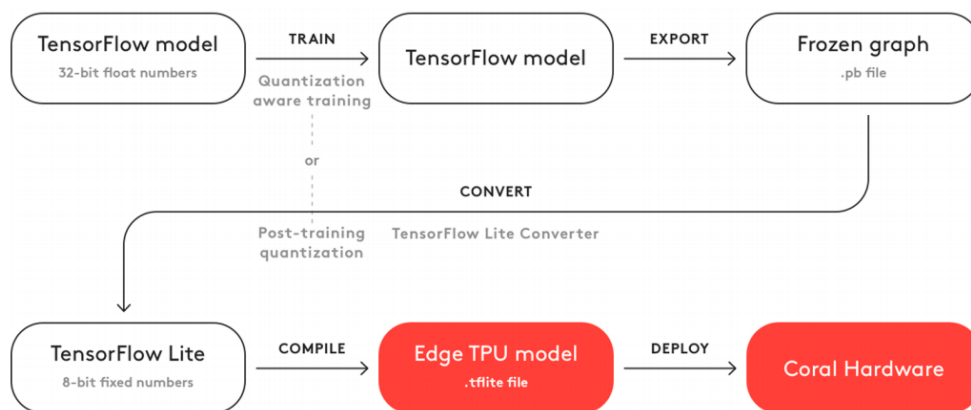 TensorFlow model
32-bit float numbers
TRAIN
Quantization
aware training
TensorFlow model
EXPORT
Frozen graph
.pb file
or
CONVERT
Post-training
quantization
TensorFlow Lite Converter
TensorFlow Lite
8-bit fixed numbers
COMPILE
Edge TPU model
.tflite file
DEPLOY
Coral Hardware